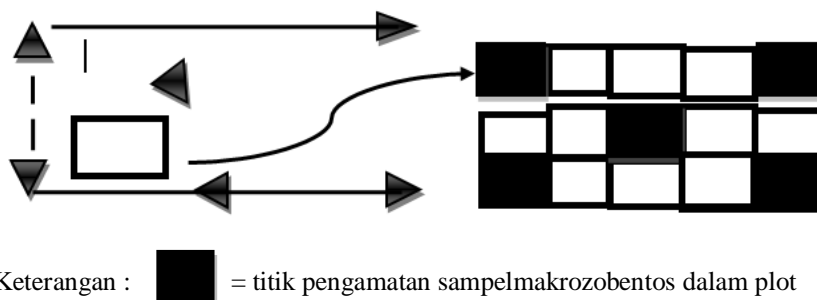 Keterangan : = titik pengamatan sampelmakrozobentos dalam plot